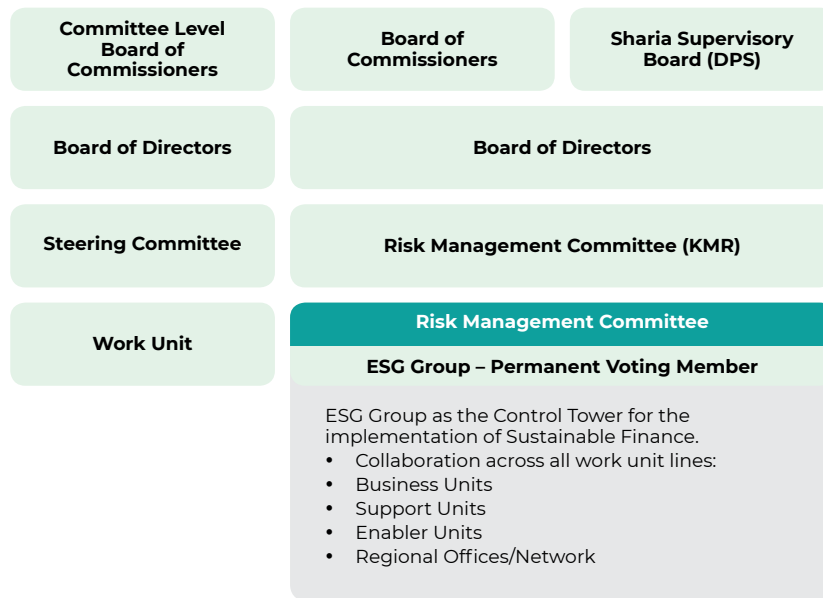 Committee Level
Board of
Commissioners
Board of
Commissioners
Sharia Supervisory
Board (DPS)
Board of Directors
Board of Directors
Steering Committee
Risk Management Committee (KMR)
Work Unit
Risk Management Committee
ESG Group – Permanent Voting Member
ESG Group as the Control Tower for the
implementation of Sustainable Finance.
• Collaboration across all work unit lines:
• Business Units
• Support Units
• Enabler Units
• Regional Offices/Network